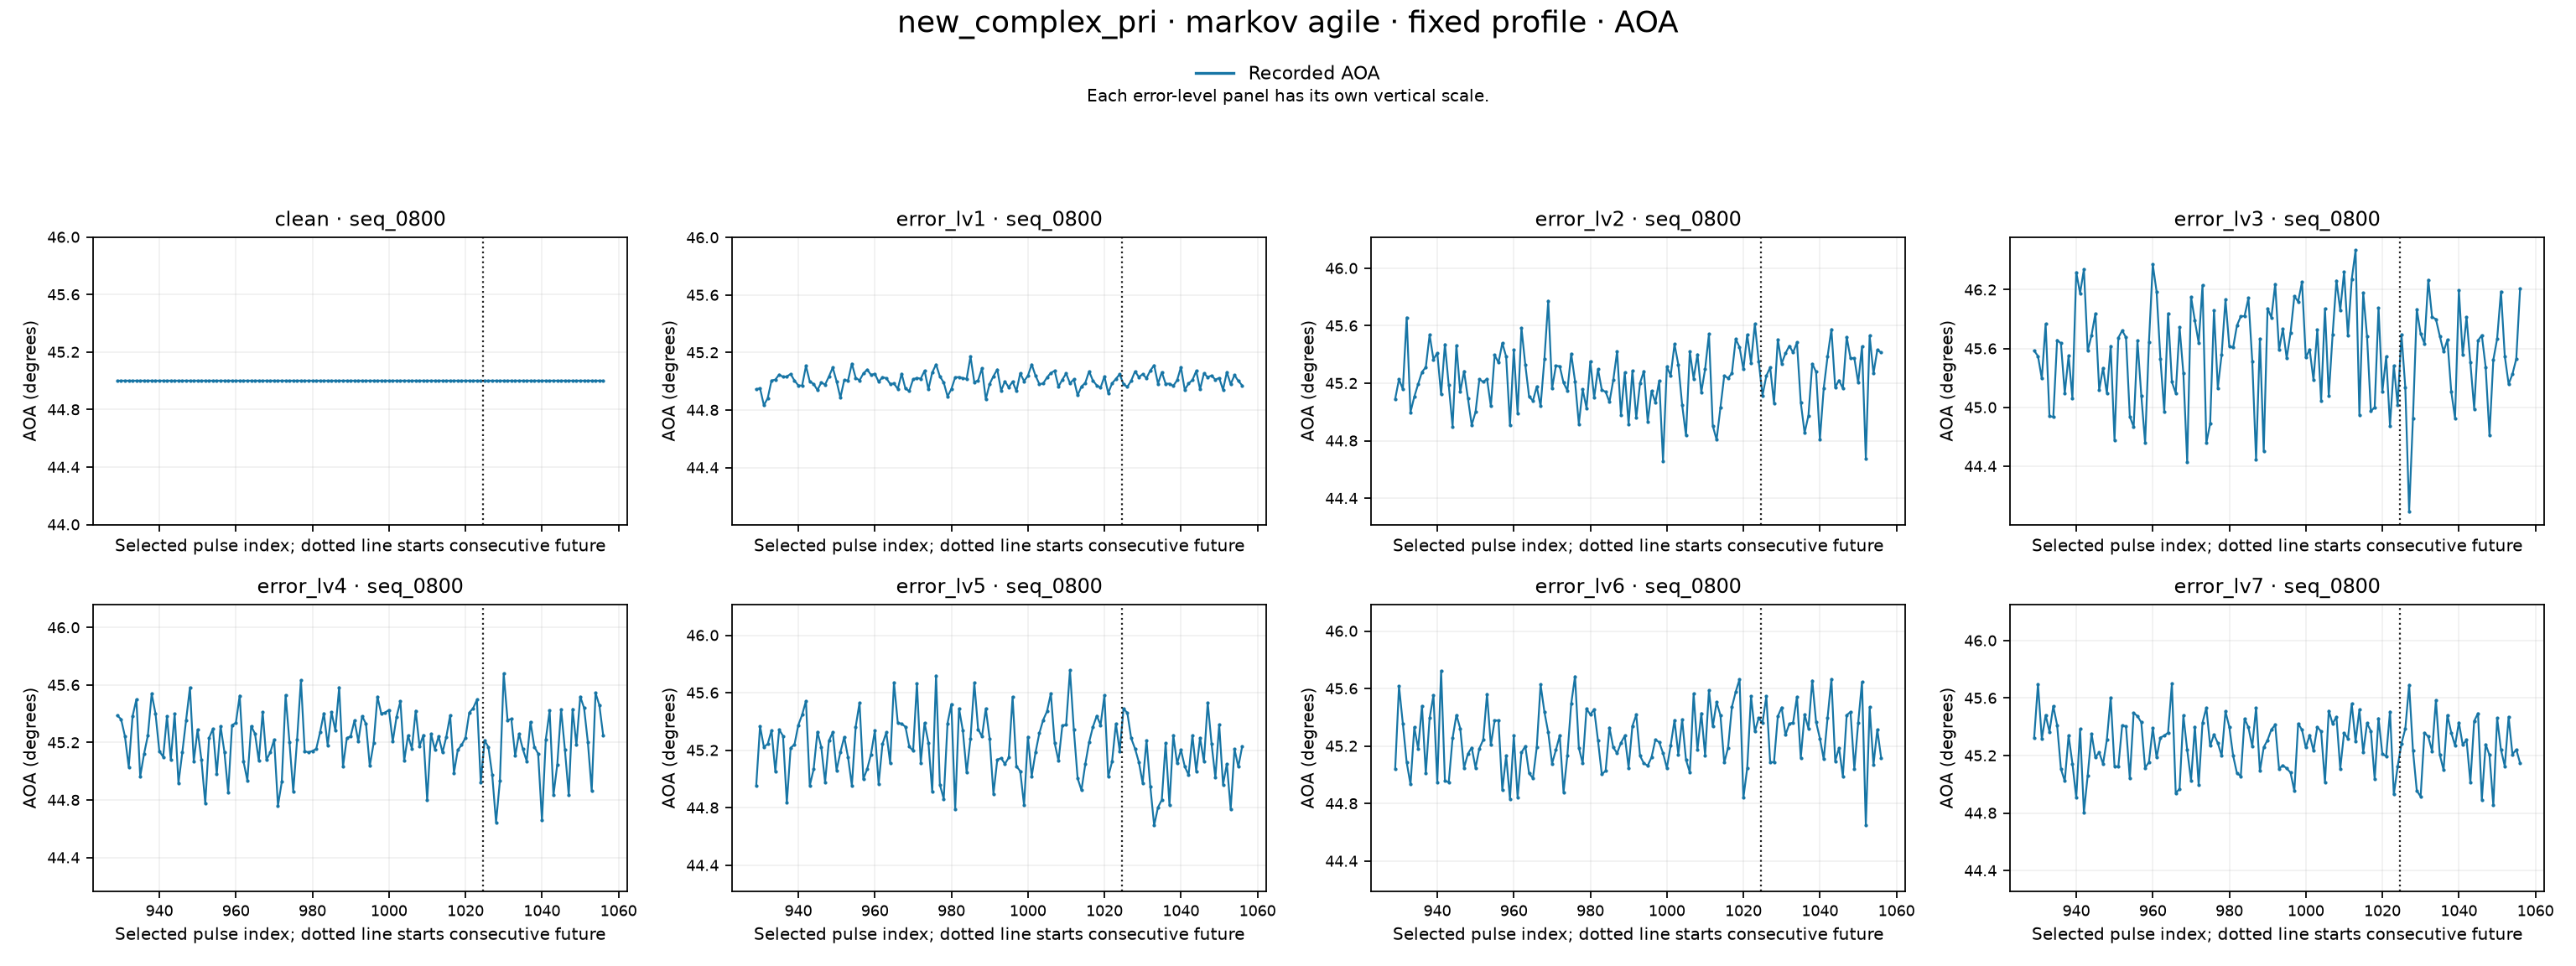 new_complex_pri · markov agile · fixed profile · AOA
Recorded AOA
Each error-level panel has its own vertical scale.
clean · seq_0800
46.0
45.6
45.2
44.8
44.4
44.0
AOA (degrees)
Selected pulse index; dotted line starts consecutive future
error_lv1 · seq_0800
46.0
45.6
45.2
44.8
44.4
AOA (degrees)
Selected pulse index; dotted line starts consecutive future
error_lv2 · seq_0800
46.0
45.6
45.2
44.8
44.4
AOA (degrees)
Selected pulse index; dotted line starts consecutive future
error_lv3 · seq_0800
46.2
45.6
45.0
44.4
AOA (degrees)
Selected pulse index; dotted line starts consecutive future
error_lv4 · seq_0800
46.0
45.6
45.2
44.8
44.4
AOA (degrees)
940 960 980 1000 1020 1040 1060
Selected pulse index; dotted line starts consecutive future
error_lv5 · seq_0800
46.0
45.6
45.2
44.8
44.4
AOA (degrees)
940 960 980 1000 1020 1040 1060
Selected pulse index; dotted line starts consecutive future
error_lv6 · seq_0800
46.0
45.6
45.2
44.8
44.4
AOA (degrees)
940 960 980 1000 1020 1040 1060
Selected pulse index; dotted line starts consecutive future
error_lv7 · seq_0800
46.0
45.6
45.2
44.8
44.4
AOA (degrees)
940 960 980 1000 1020 1040 1060
Selected pulse index; dotted line starts consecutive future